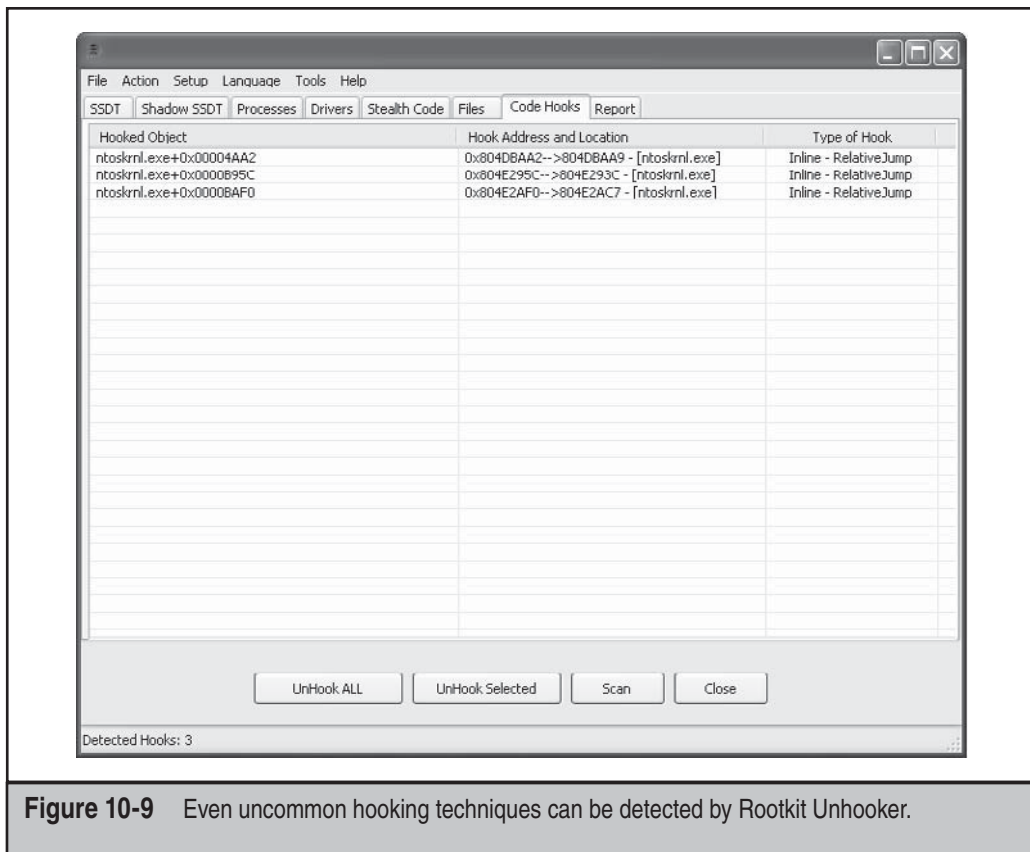 File Action Setup Language Tools Help
SSDT Shadow SSDT Processes Drivers Stealth Code Files Code Hooks Report
Hooked Object Hook Address and Location Type of Hook
ntoskrnl.exe+0x00004AA2 0x804DBAA2-->804DBAA9 - [ntoskrnl.exe] Inline - RelativeJump
ntoskrnl.exe+0x0000B95C 0x804E295C-->804E293C - [ntoskrnl.exe] Inline - RelativeJump
ntoskrnl.exe+0x0000BAF0 0x804E2AF0-->804E2AC7 - [ntoskrnl.exe] Inline - RelativeJump
UnHook ALL UnHook Selected Scan Close
Detected Hooks: 3
Figure 10-9 Even uncommon hooking techniques can be detected by Rootkit Unhooker.